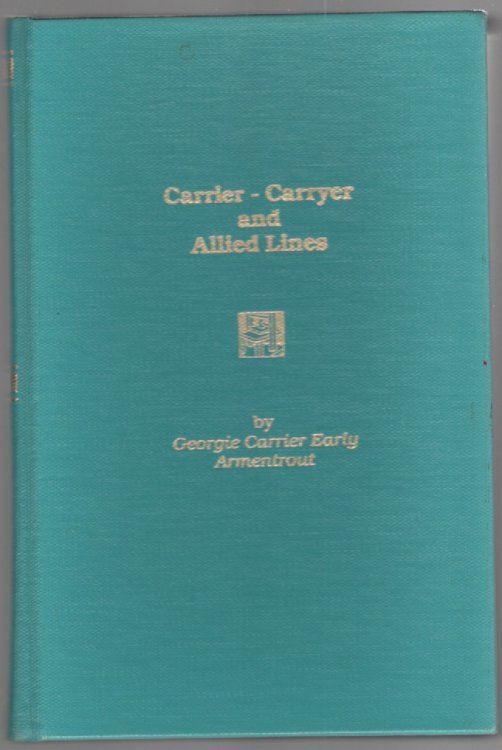 Carrier - Carryer
and
Allied Lines
by
Georgie Carrier Early
Armentrout